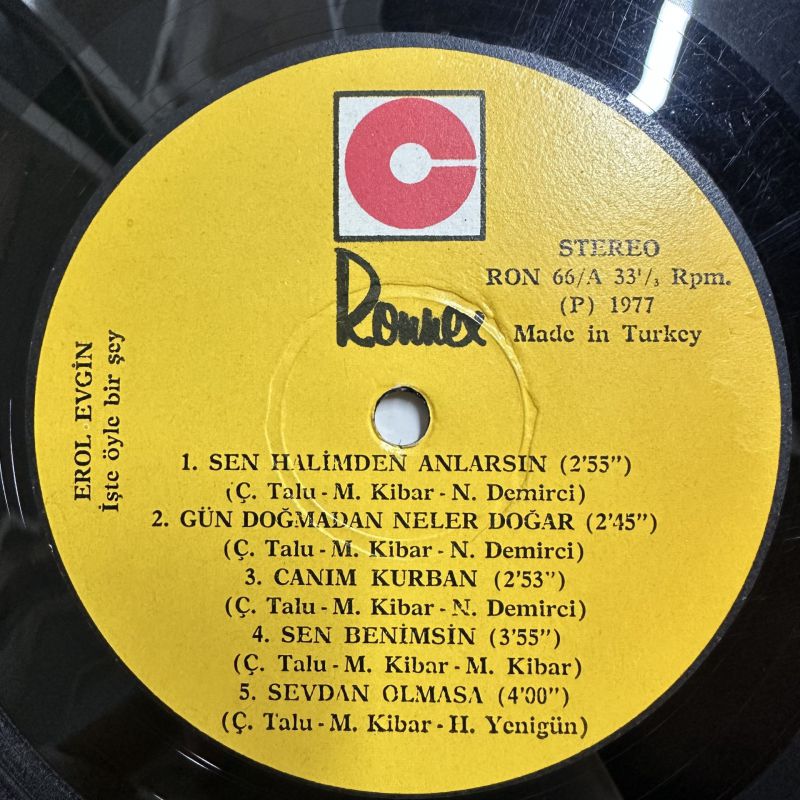 Ronnex
STEREO
RON 66/A 33¹/₃ Rpm.
(P) 1977
Made in Turkey
EROL EVGİN
İşte öyle bir şey
1. SEN HALİMDEN ANLARSIN (2'55")
(Ç. Talu - M. Kibar - N. Demirci)
2. GÜN DOĞMADAN NELER DOĞAR (2'45")
(Ç. Talu - M. Kibar - N. Demirci)
3. CANIM KURBAN (2'53")
(Ç. Talu - M. Kibar - N. Demirci)
4. SEN BENİMSİN (3'55")
(Ç. Talu - M. Kibar - M. Kibar)
5. SEVDAN OLMASA (4'00")
(Ç. Talu - M. Kibar - H. Yenigün)